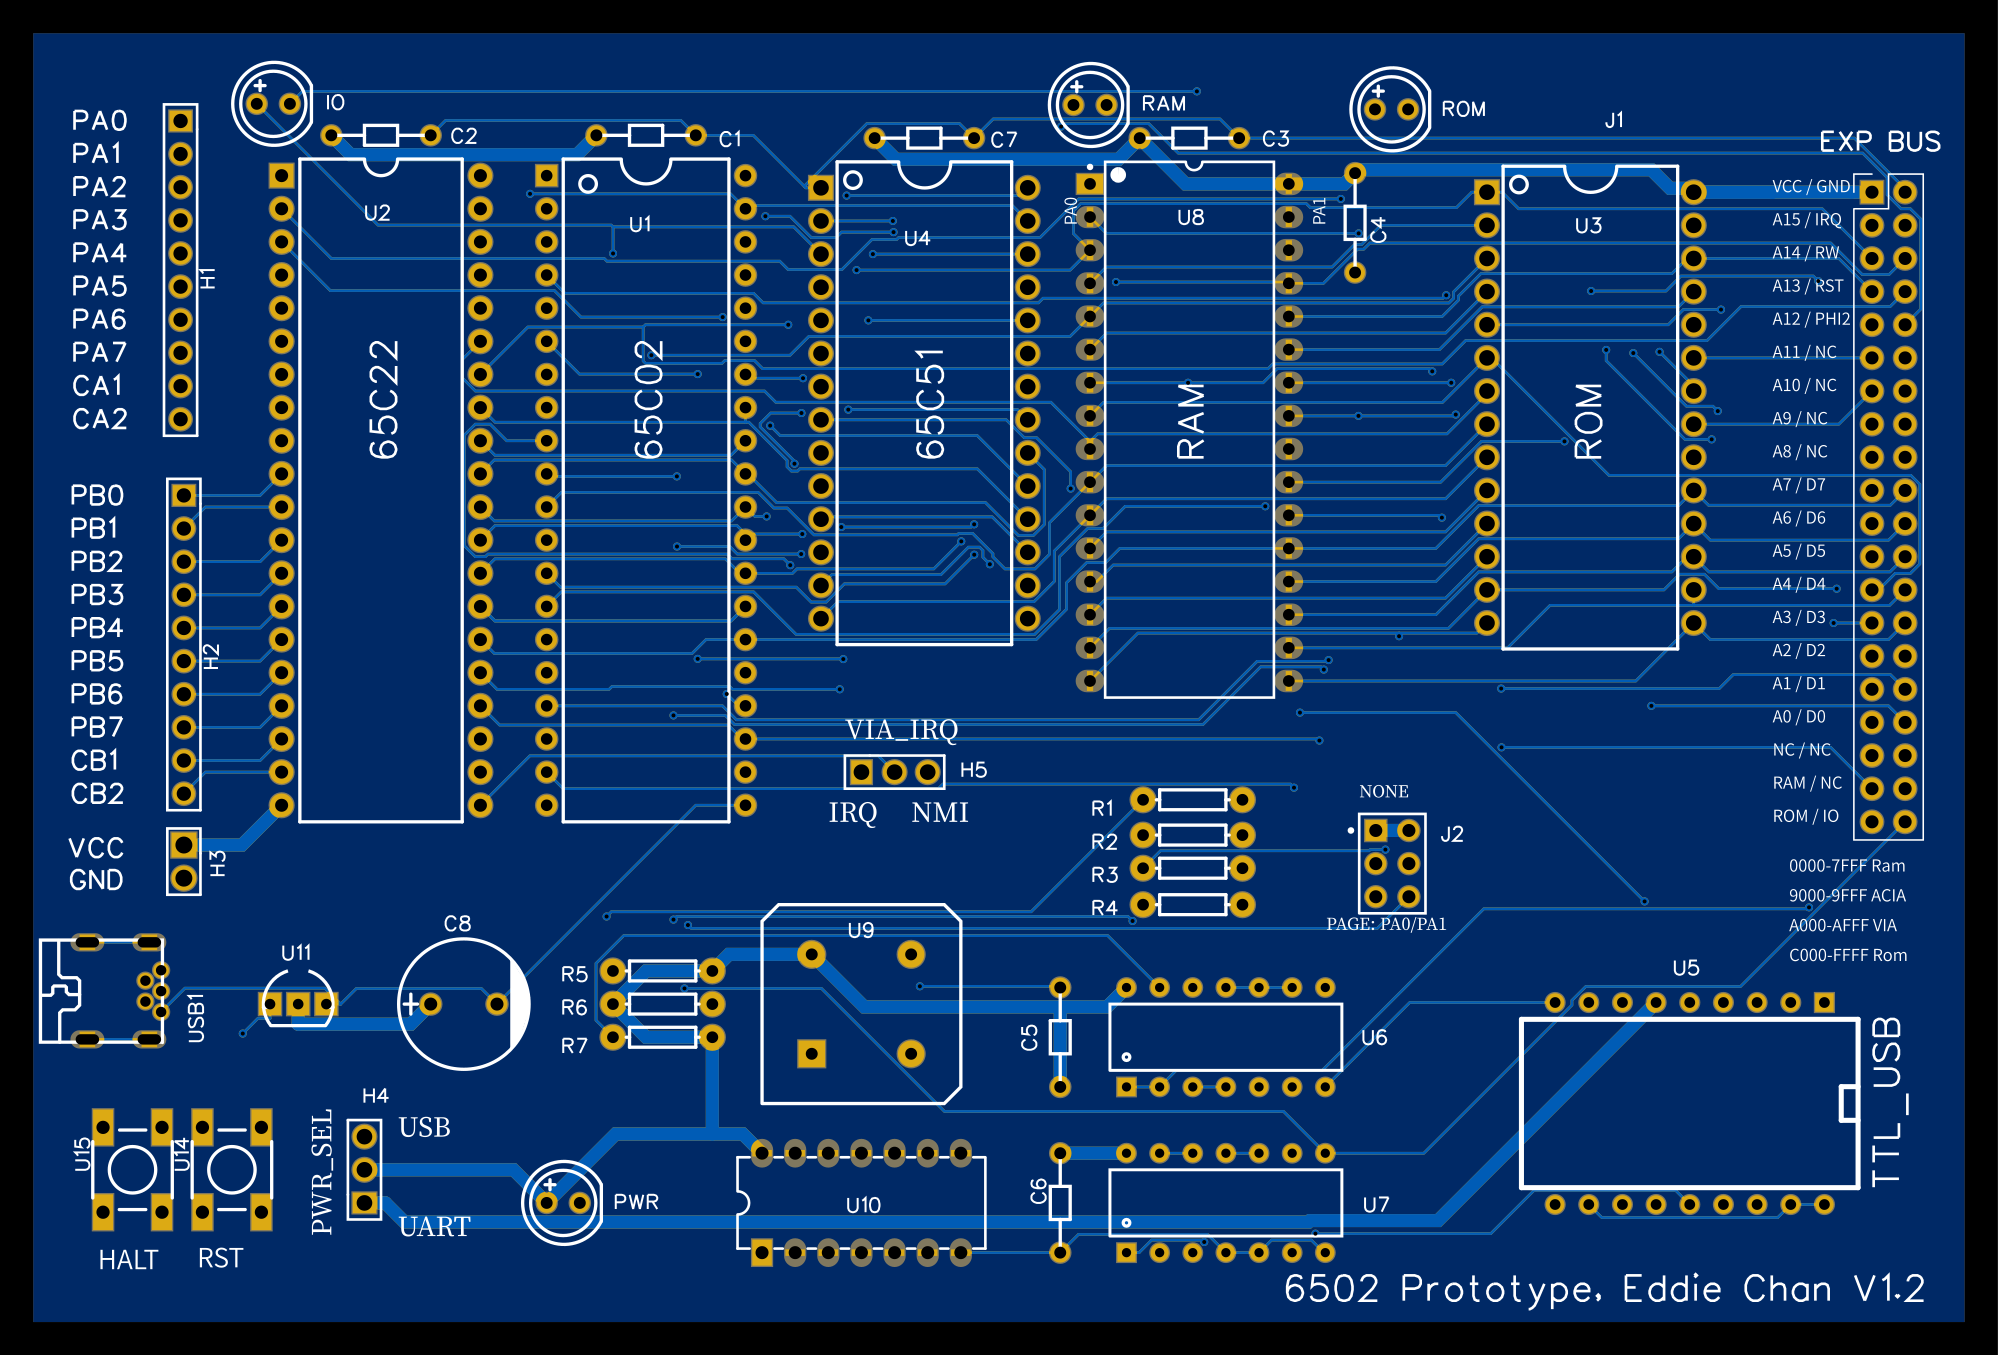 IO
C2
C1
C7
RAM
C3
ROM
J1
EXP BUS
PA0
PA1
PA2
PA3
PA4
PA5
PA6
PA7
CA1
CA2
H1
U2
65C22
U1
65C02
U4
65C51
PA0
PA1
U8
RAM
C4
U3
ROM
VCC / GND
A15 / IRQ
A14 / RW
A13 / RST
A12 / PHI2
A11 / NC
A10 / NC
A9 / NC
A8 / NC
A7 / D7
A6 / D6
A5 / D5
A4 / D4
A3 / D3
A2 / D2
A1 / D1
A0 / D0
NC / NC
RAM / NC
ROM / IO
PB0
PB1
PB2
PB3
PB4
PB5
PB6
PB7
CB1
CB2
H2
VCC
GND
H3
VIA_IRQ
H5
IRQ NMI
R1
R2
R3
R4
NONE
J2
PAGE: PA0/PA1
0000-7FFF Ram
9000-9FFF ACIA
A000-AFFF VIA
C000-FFFF Rom
USB1
U11
C8
R5
R6
R7
U9
C5
U6
U5
TTL_USB
U15
U14
HALT
RST
H4
PWR_SEL
USB
UART
PWR
U10
C6
U7
6502 Prototype, Eddie Chan V1.2